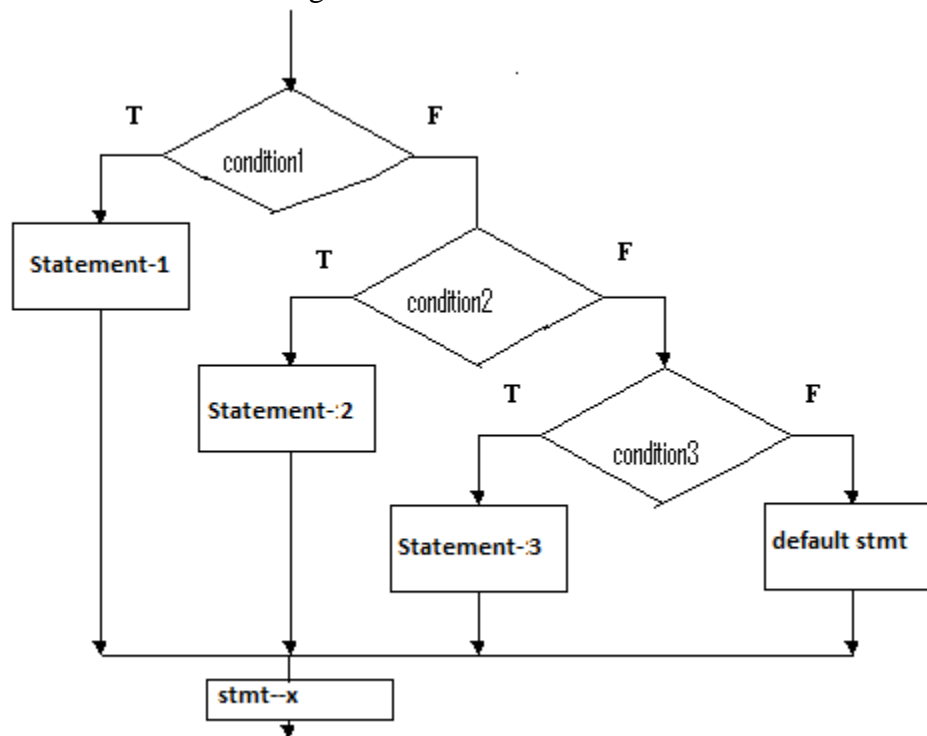 T
F
condition1
Statement-1
T
F
condition2
Statement-:2
T
F
condition3
Statement-:3
default stmt
stmt--x